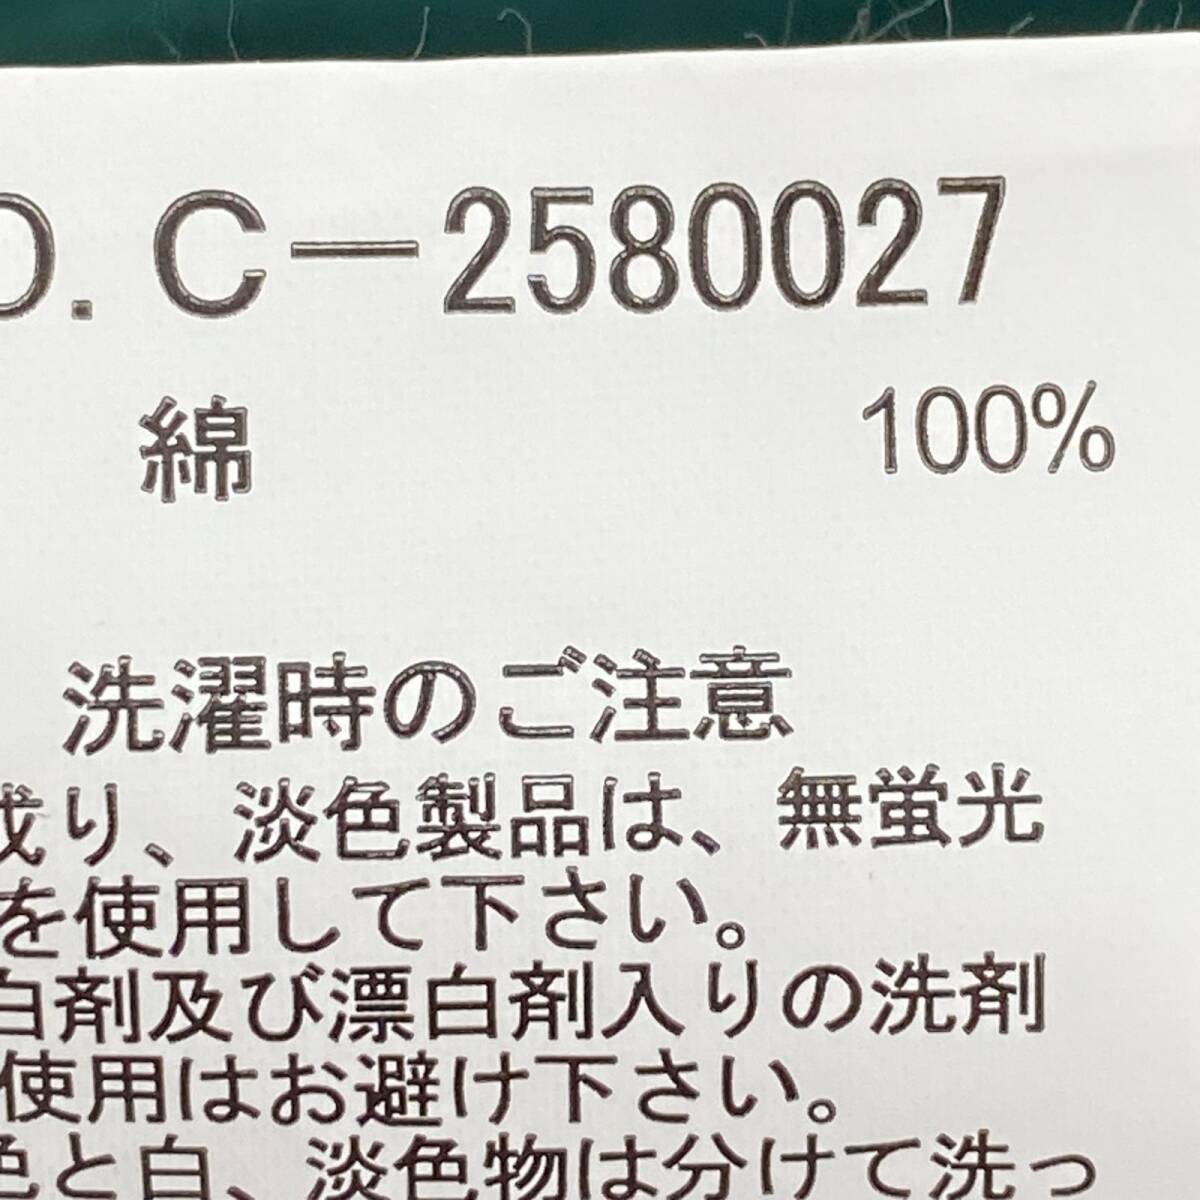 O. C-2580027
綿 100%
洗濯時のご注意
成り、淡色製品は、無蛍光
を使用して下さい。
白剤及び漂白剤入りの洗剤
使用はお避け下さい。
色と白、淡色物は分けて洗っ